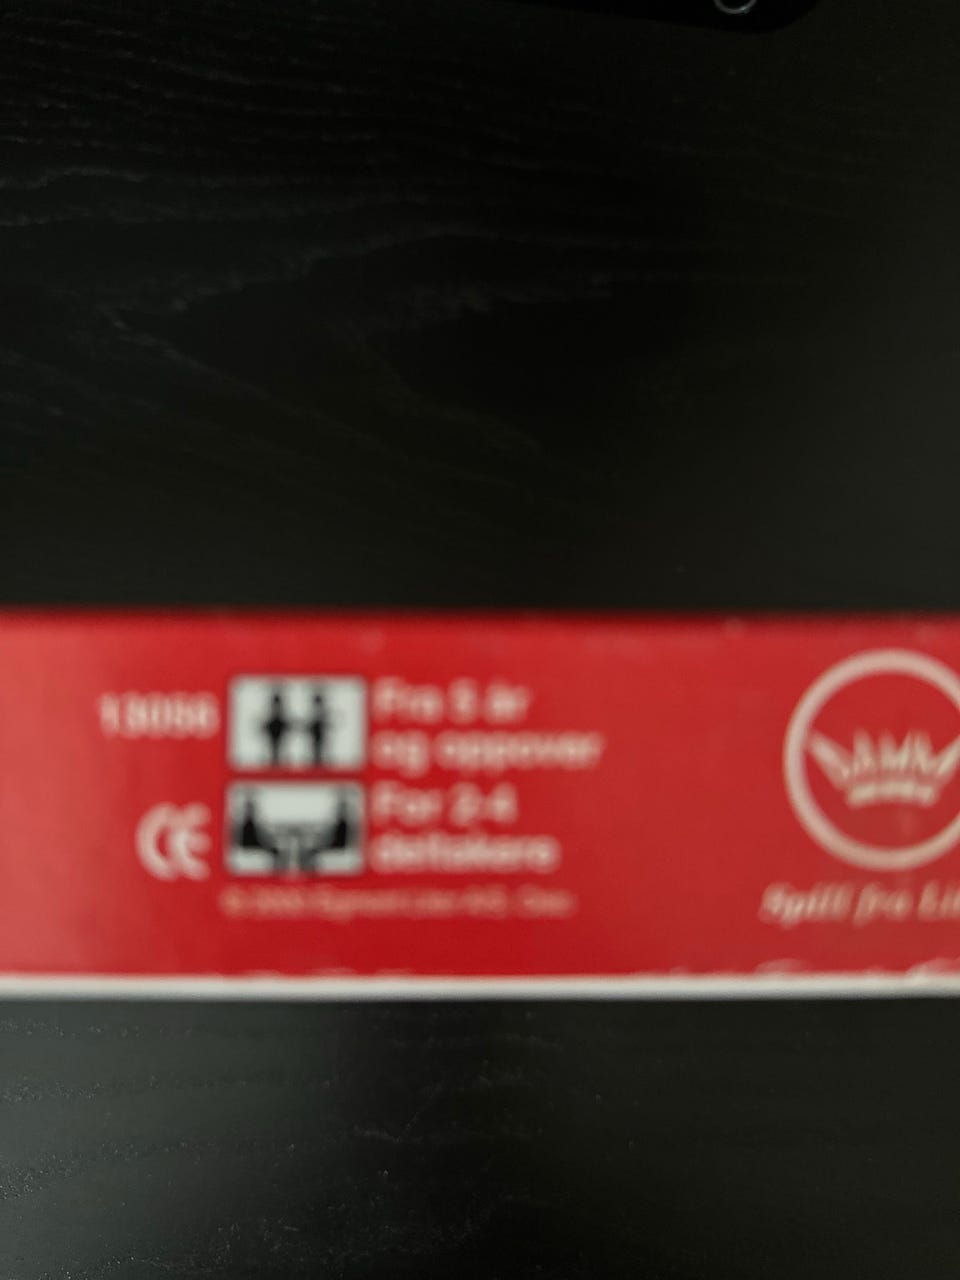 13056
Fra 5 år
og oppover
For 2-4
deltakere
CE
Spill fra